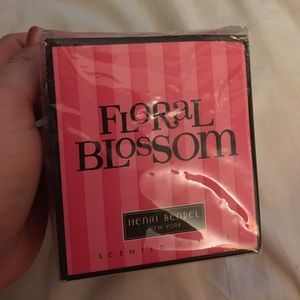 FLORAL
BLOSSOM
HENRI BENDEL
NEW YORK
SCENTED